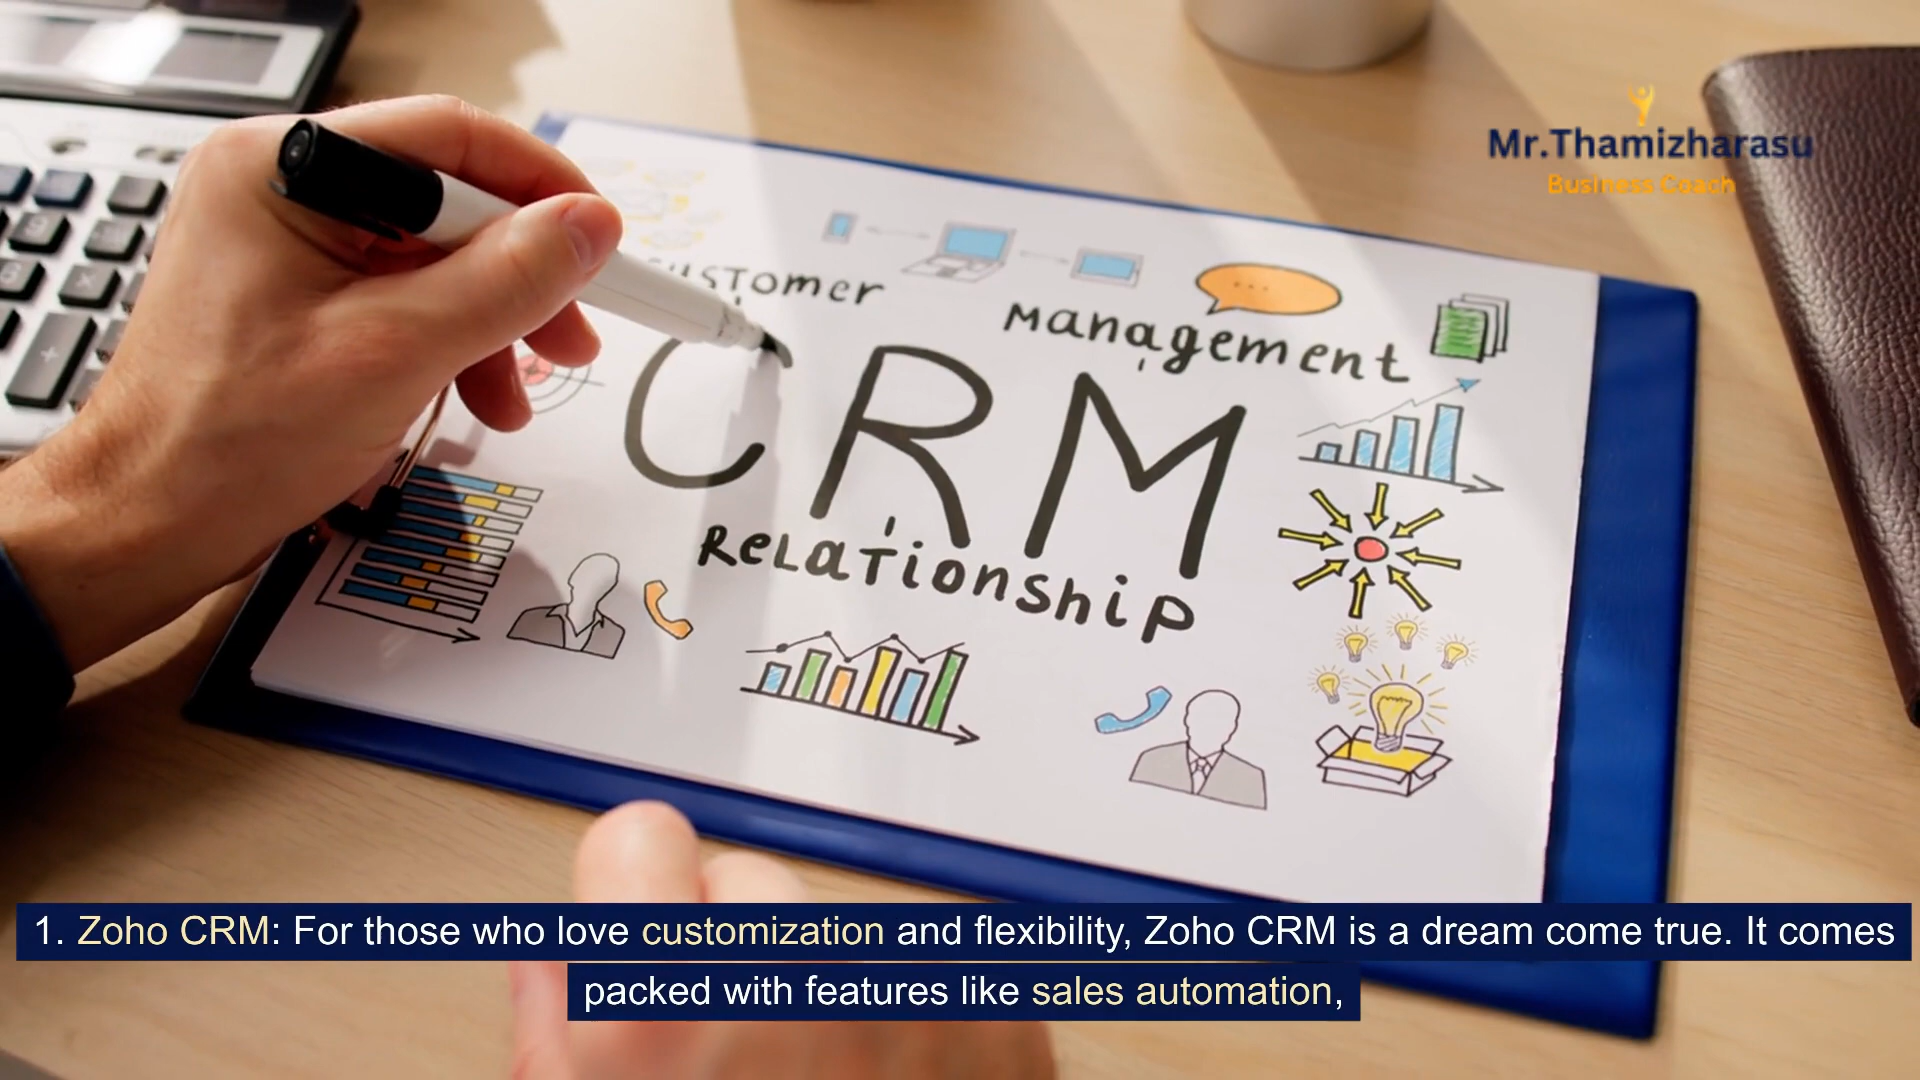 Mr.Thamizharasu
Business Coach
Customer
Management
CRM
Relationship
1. Zoho CRM: For those who love customization and flexibility, Zoho CRM is a dream come true. It comes
packed with features like sales automation,